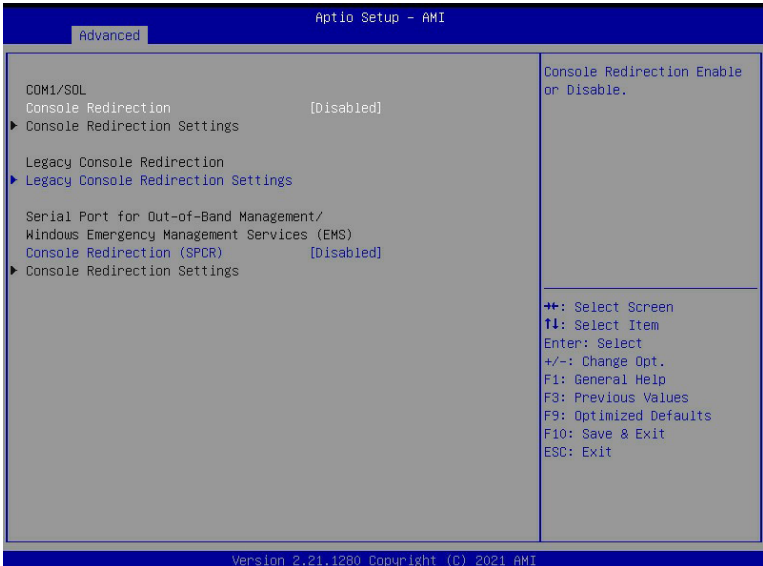 Aptio Setup - AMI
Advanced
COM1/SOL
Console Redirection [Disabled]
▶ Console Redirection Settings
Legacy Console Redirection
▶ Legacy Console Redirection Settings
Serial Port for Out-of-Band Management/
Windows Emergency Management Services (EMS)
Console Redirection (SPCR) [Disabled]
▶ Console Redirection Settings
Console Redirection Enable
or Disable.
→←: Select Screen
↑↓: Select Item
Enter: Select
+/-: Change Opt.
F1: General Help
F3: Previous Values
F9: Optimized Defaults
F10: Save & Exit
ESC: Exit
Version 2.21.1280 Copyright (C) 2021 AMI